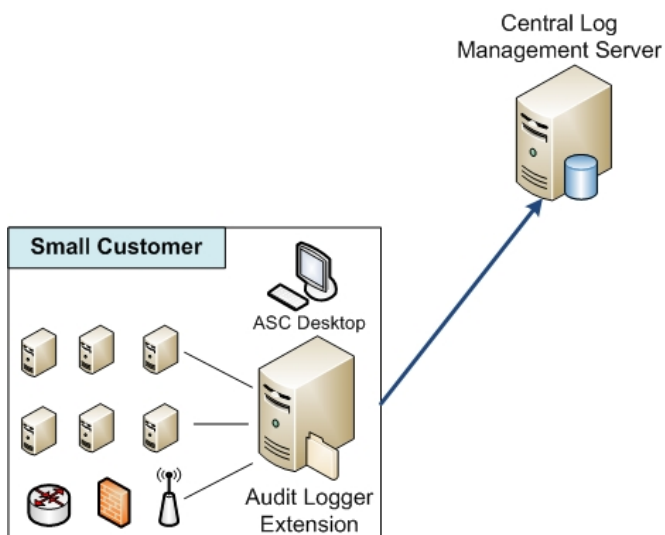 Central Log
Management Server
Small Customer
ASC Desktop
Audit Logger
Extension